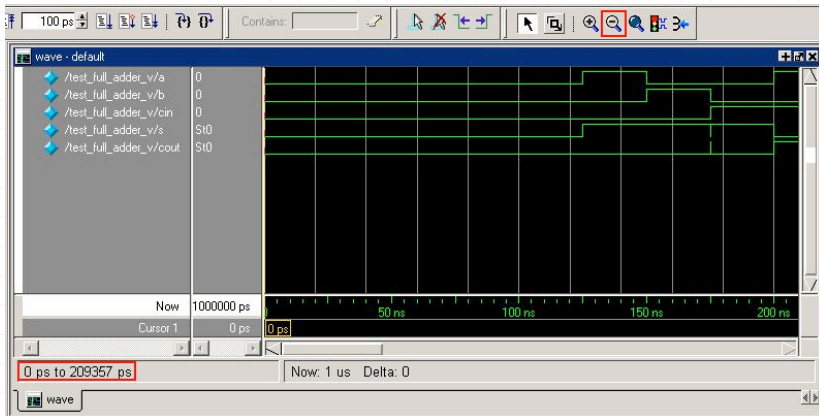 100 ps
Contains:
wave - default
/test_full_adder_v/a 0
/test_full_adder_v/b 0
/test_full_adder_v/cin 0
/test_full_adder_v/s St0
/test_full_adder_v/cout St0
Now 1000000 ps
50 ns 100 ns 150 ns 200 ns
Cursor 1 0 ps 0 ps
0 ps to 209357 ps Now: 1 us Delta: 0
wave